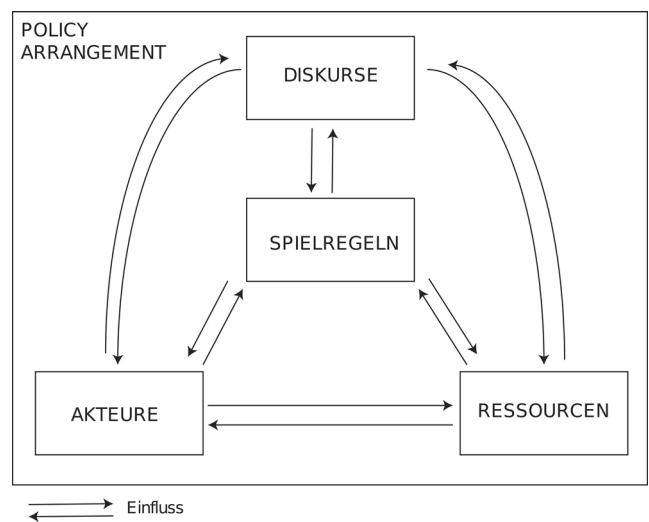 POLICY
ARRANGEMENT
DISKURSE
SPIELREGELN
AKTEURE
RESSOURCEN
Einfluss